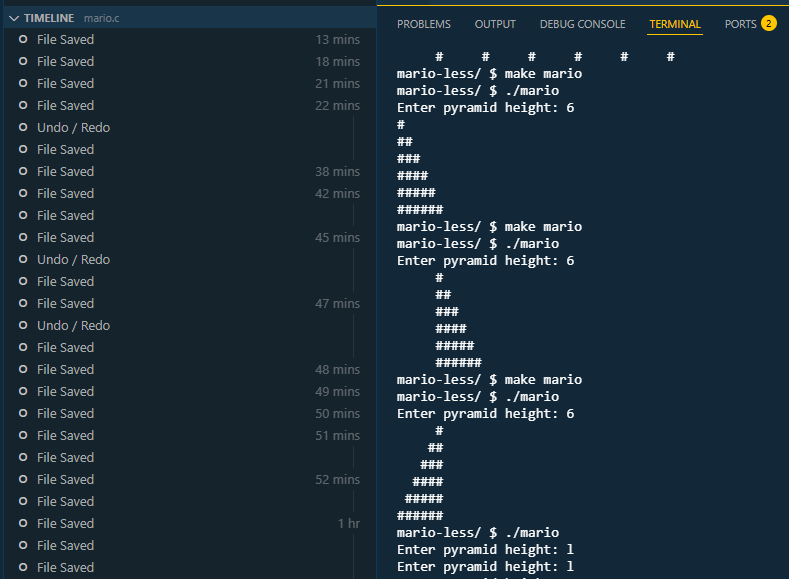 TIMELINE mario.c
File Saved 13 mins
File Saved 18 mins
File Saved 21 mins
File Saved 22 mins
Undo / Redo
File Saved
File Saved 38 mins
File Saved 42 mins
File Saved
File Saved 45 mins
Undo / Redo
File Saved
File Saved 47 mins
Undo / Redo
File Saved
File Saved 48 mins
File Saved 49 mins
File Saved 50 mins
File Saved 51 mins
File Saved
File Saved 52 mins
File Saved
File Saved 1 hr
File Saved
File Saved
PROBLEMS OUTPUT DEBUG CONSOLE TERMINAL PORTS 2
     #     #     #     #     #     #
mario-less/ $ make mario
mario-less/ $ ./mario
Enter pyramid height: 6
#
##
###
####
#####
######
mario-less/ $ make mario
mario-less/ $ ./mario
Enter pyramid height: 6
     #
     ##
     ###
     ####
     #####
     ######
mario-less/ $ make mario
mario-less/ $ ./mario
Enter pyramid height: 6
     #
    ##
   ###
  ####
 #####
######
mario-less/ $ ./mario
Enter pyramid height: l
Enter pyramid height: l